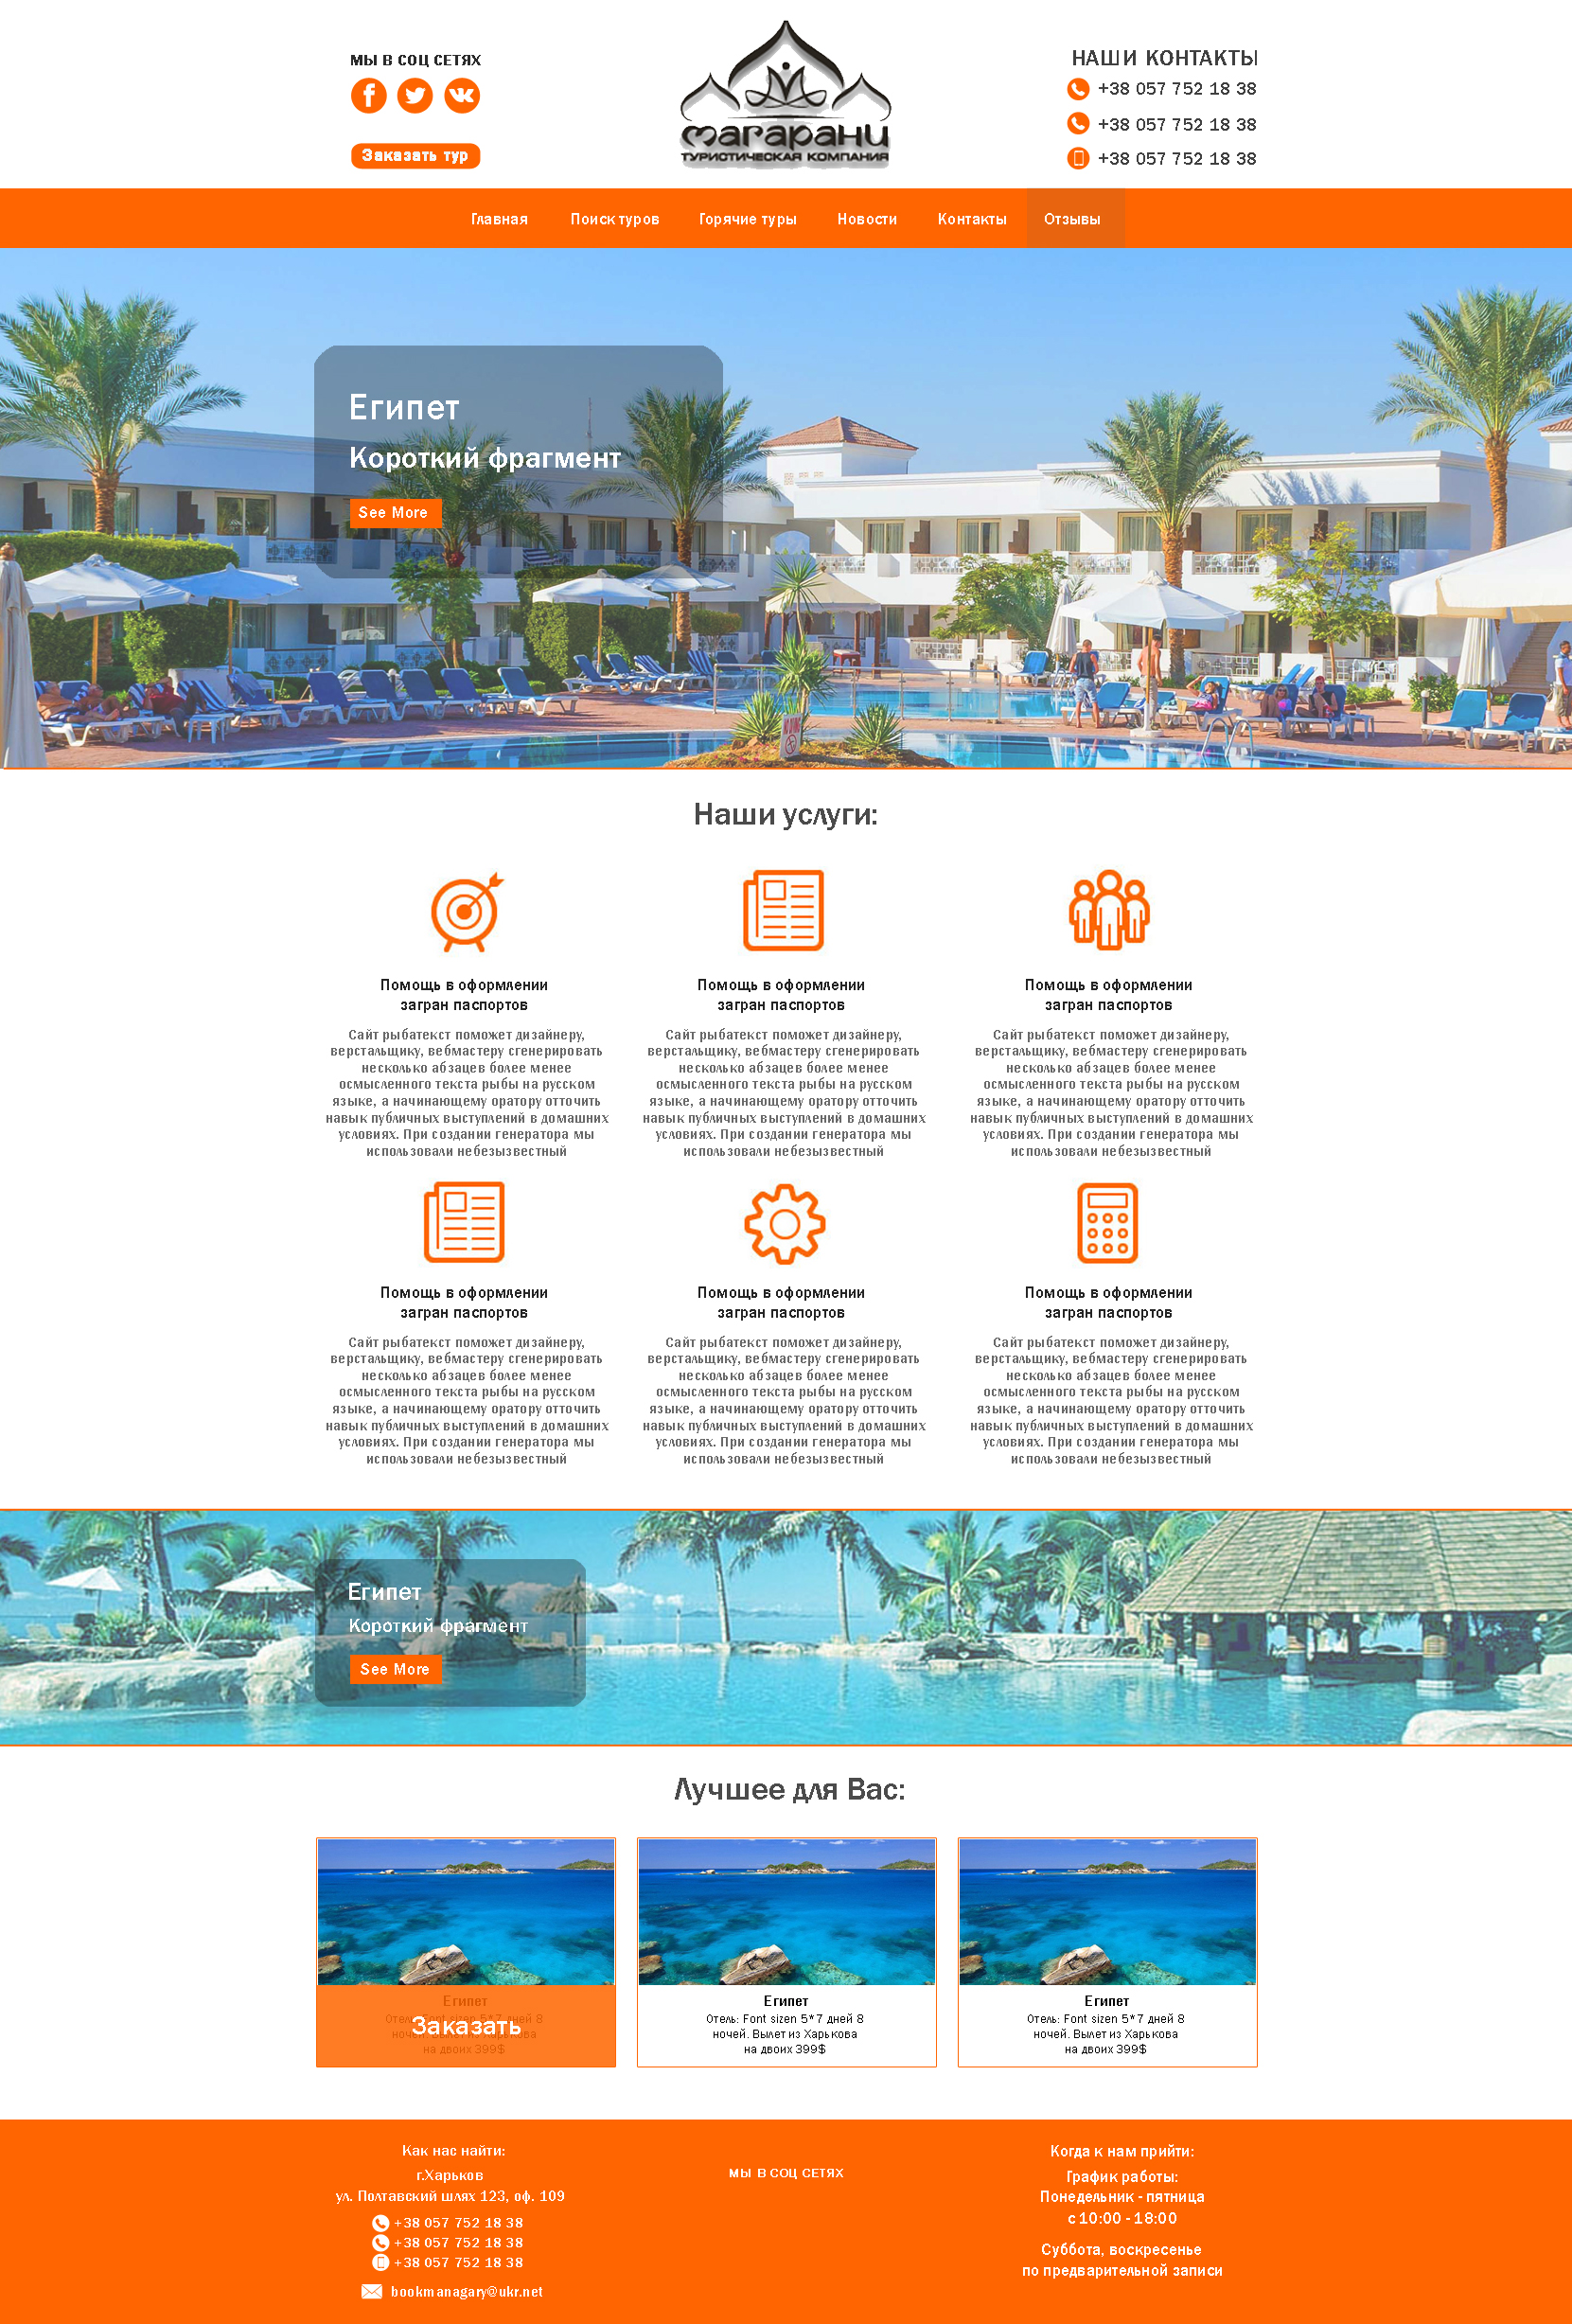 МЫ В СОЦ СЕТЯХ
Заказать тур
магарани
ТУРИСТИЧЕСКАЯ КОМПАНИЯ
НАШИ КОНТАКТЫ
+38 057 752 18 38
+38 057 752 18 38
+38 057 752 18 38
Главная Поиск туров Горячие туры Новости Контакты Отзывы
Египет
Короткий фрагмент
See More
Наши услуги:
Помощь в оформлении
загран паспортов
Сайт рыбатекст поможет дизайнеру,
верстальщику, вебмастеру сгенерировать
несколько абзацев более менее
осмысленного текста рыбы на русском
языке, а начинающему оратору отточить
навык публичных выступлений в домашних
условиях. При создании генератора мы
использовали небезызвестный
Помощь в оформлении
загран паспортов
Сайт рыбатекст поможет дизайнеру,
верстальщику, вебмастеру сгенерировать
несколько абзацев более менее
осмысленного текста рыбы на русском
языке, а начинающему оратору отточить
навык публичных выступлений в домашних
условиях. При создании генератора мы
использовали небезызвестный
Помощь в оформлении
загран паспортов
Сайт рыбатекст поможет дизайнеру,
верстальщику, вебмастеру сгенерировать
несколько абзацев более менее
осмысленного текста рыбы на русском
языке, а начинающему оратору отточить
навык публичных выступлений в домашних
условиях. При создании генератора мы
использовали небезызвестный
Помощь в оформлении
загран паспортов
Сайт рыбатекст поможет дизайнеру,
верстальщику, вебмастеру сгенерировать
несколько абзацев более менее
осмысленного текста рыбы на русском
языке, а начинающему оратору отточить
навык публичных выступлений в домашних
условиях. При создании генератора мы
использовали небезызвестный
Помощь в оформлении
загран паспортов
Сайт рыбатекст поможет дизайнеру,
верстальщику, вебмастеру сгенерировать
несколько абзацев более менее
осмысленного текста рыбы на русском
языке, а начинающему оратору отточить
навык публичных выступлений в домашних
условиях. При создании генератора мы
использовали небезызвестный
Помощь в оформлении
загран паспортов
Сайт рыбатекст поможет дизайнеру,
верстальщику, вебмастеру сгенерировать
несколько абзацев более менее
осмысленного текста рыбы на русском
языке, а начинающему оратору отточить
навык публичных выступлений в домашних
условиях. При создании генератора мы
использовали небезызвестный
Египет
Короткий фрагмент
See More
Лучшее для Вас:
Египет
Отель: Font sizen 5*7 дней 8
Заказать
ночей. Вылет из Харькова
на двоих 399$
Египет
Отель: Font sizen 5*7 дней 8
ночей. Вылет из Харькова
на двоих 399$
Египет
Отель: Font sizen 5*7 дней 8
ночей. Вылет из Харькова
на двоих 399$
Как нас найти:
г.Харьков
ул. Полтавский шлях 123, оф. 109
+38 057 752 18 38
+38 057 752 18 38
+38 057 752 18 38
bookmanagary@ukr.net
МЫ В СОЦ СЕТЯХ
Когда к нам прийти:
График работы:
Понедельник - пятница
с 10:00 - 18:00
Суббота, воскресенье
по предварительной записи